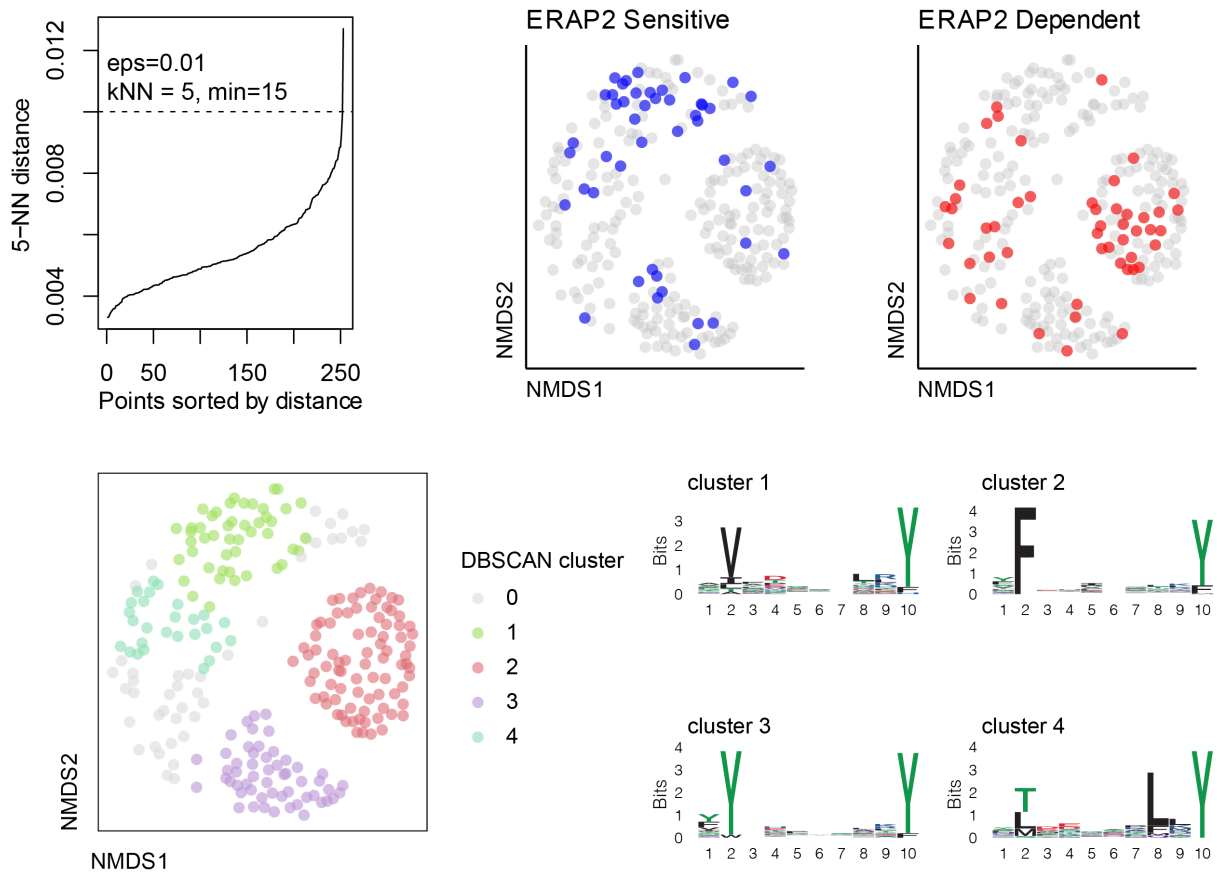 0.012
0.008
0.004
5−NN distance
eps=0.01
kNN = 5, min=15
0 50 150 250
Points sorted by distance
ERAP2 Sensitive
NMDS2
NMDS1
ERAP2 Dependent
NMDS2
NMDS1
NMDS2
NMDS1
DBSCAN cluster
0
1
2
3
4
cluster 1
Bits
3
2
1
0
V
Y
1 2 3 4 5 6 7 8 9 10
cluster 2
Bits
4
3
2
1
0
F
Y
1 2 3 4 5 6 7 8 9 10
cluster 3
Bits
4
3
2
1
0
Y
Y
Y
1 2 3 4 5 6 7 8 9 10
cluster 4
Bits
4
3
2
1
0
T
L
Y
1 2 3 4 5 6 7 8 9 10